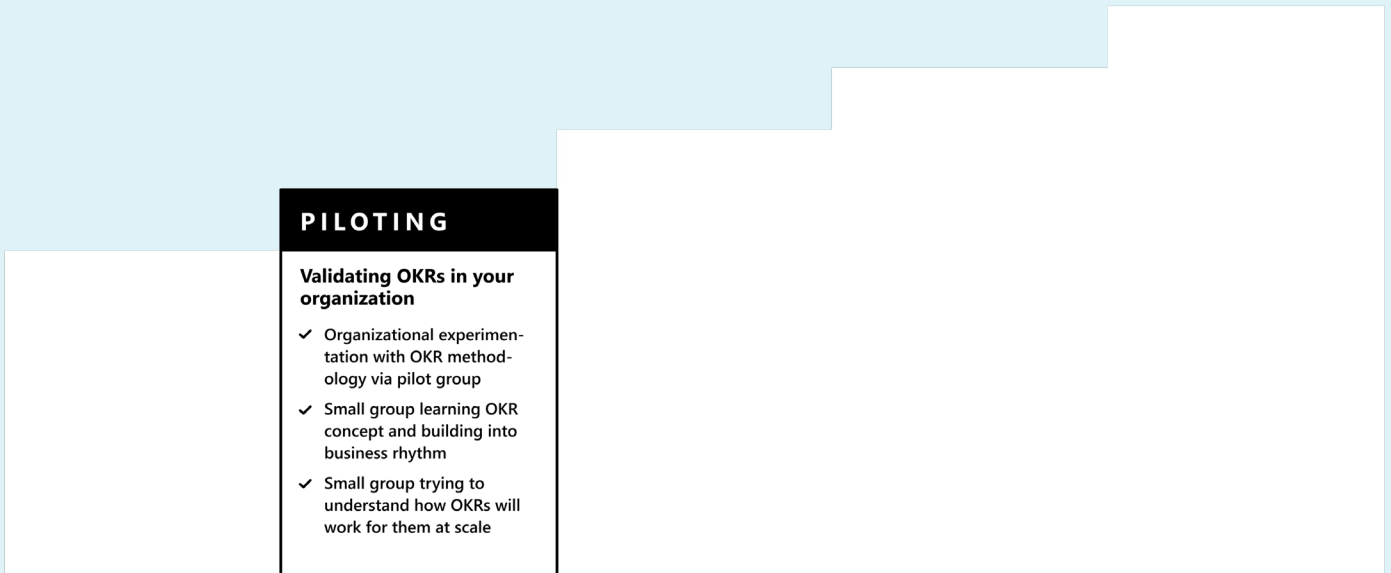 PILOTING
Validating OKRs in your
organization
✓ Organizational experimen-
tation with OKR method-
ology via pilot group
✓ Small group learning OKR
concept and building into
business rhythm
✓ Small group trying to
understand how OKRs will
work for them at scale